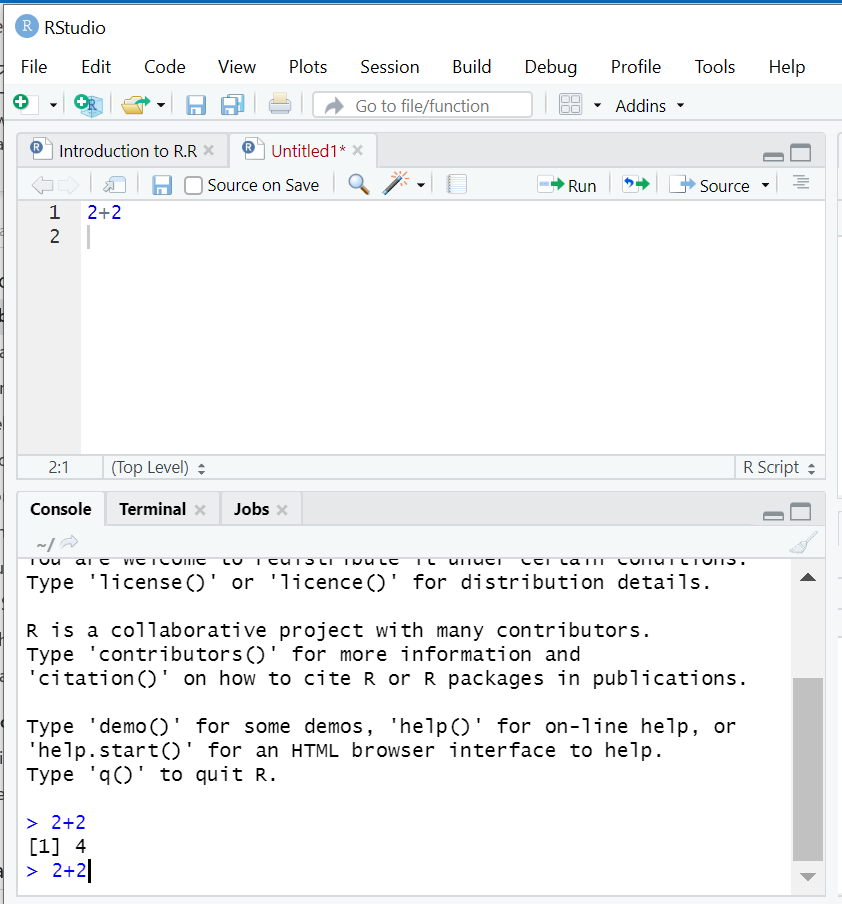 RStudio
File Edit Code View Plots Session Build Debug Profile Tools Help
Go to file/function Addins
Introduction to R.R Untitled1*
Source on Save Run Source
1 2+2
2
2:1 (Top Level) R Script
Console Terminal Jobs
~/
You are welcome to redistribute it under certain conditions.
Type 'license()' or 'licence()' for distribution details.
R is a collaborative project with many contributors.
Type 'contributors()' for more information and
'citation()' on how to cite R or R packages in publications.
Type 'demo()' for some demos, 'help()' for on-line help, or
'help.start()' for an HTML browser interface to help.
Type 'q()' to quit R.
> 2+2
[1] 4
> 2+2